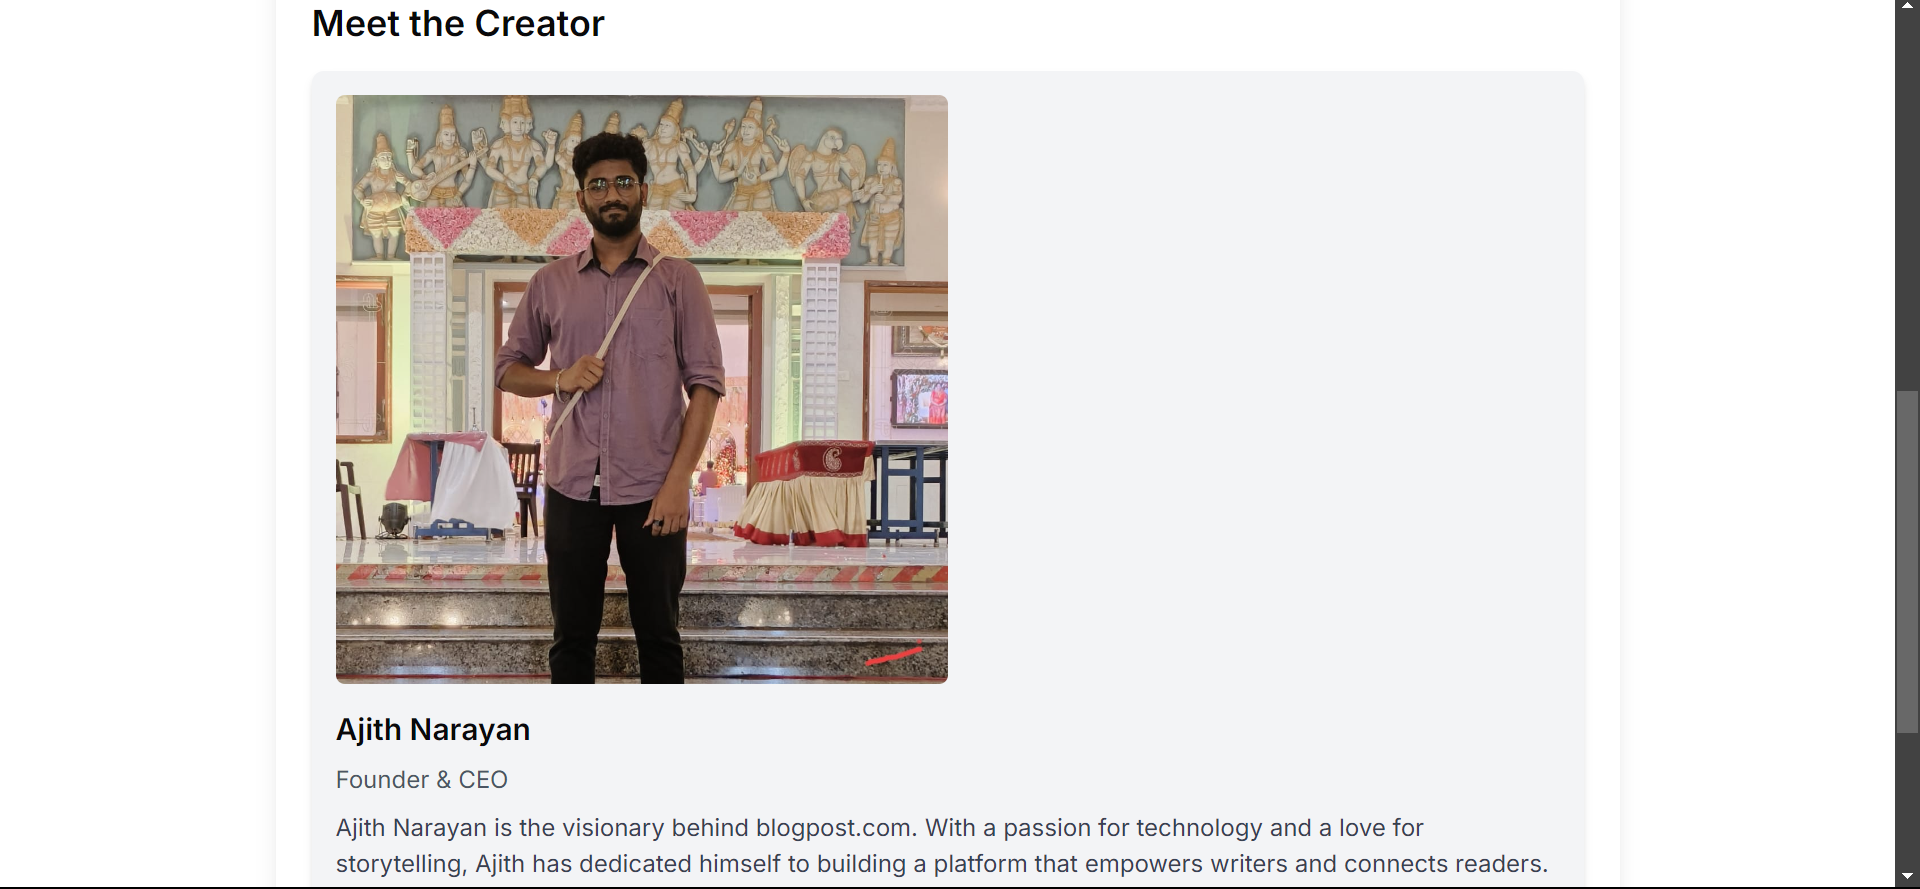 Meet the Creator
Ajith Narayan
Founder & CEO
Ajith Narayan is the visionary behind blogpost.com. With a passion for technology and a love for
storytelling, Ajith has dedicated himself to building a platform that empowers writers and connects readers.